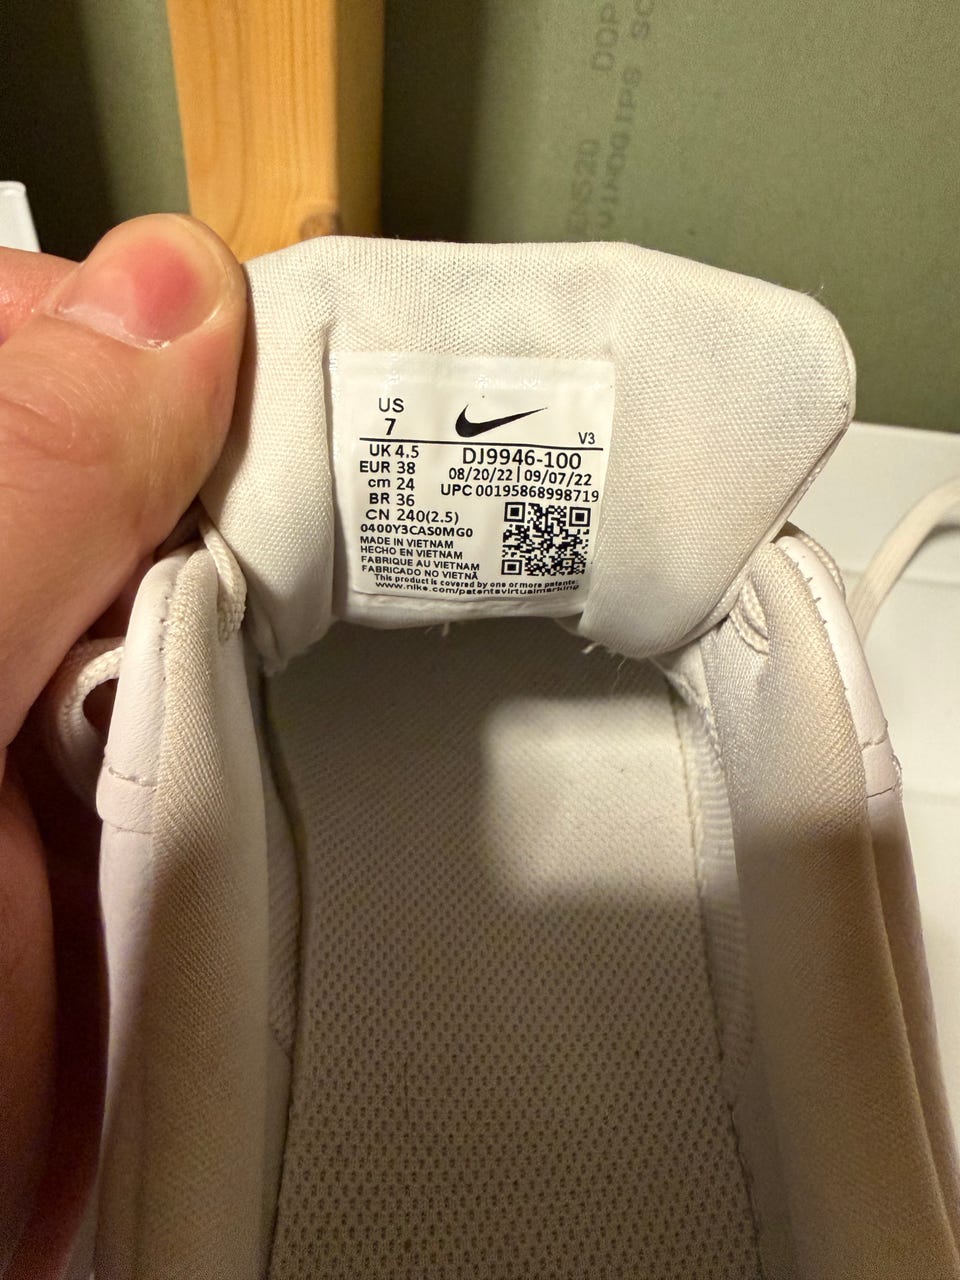 US
7
V3
UK 4.5
EUR 38
cm 24
BR 36
CN 240(2.5)
DJ9946-100
08/20/22 | 09/07/22
UPC 00195868998719
0400Y3CAS0MG0
MADE IN VIETNAM
HECHO EN VIETNAM
FABRIQUE AU VIETNAM
FABRICADO NO VIETNÃ
This product is covered by one or more patents:
www.nike.com/patentsvirtualmarking